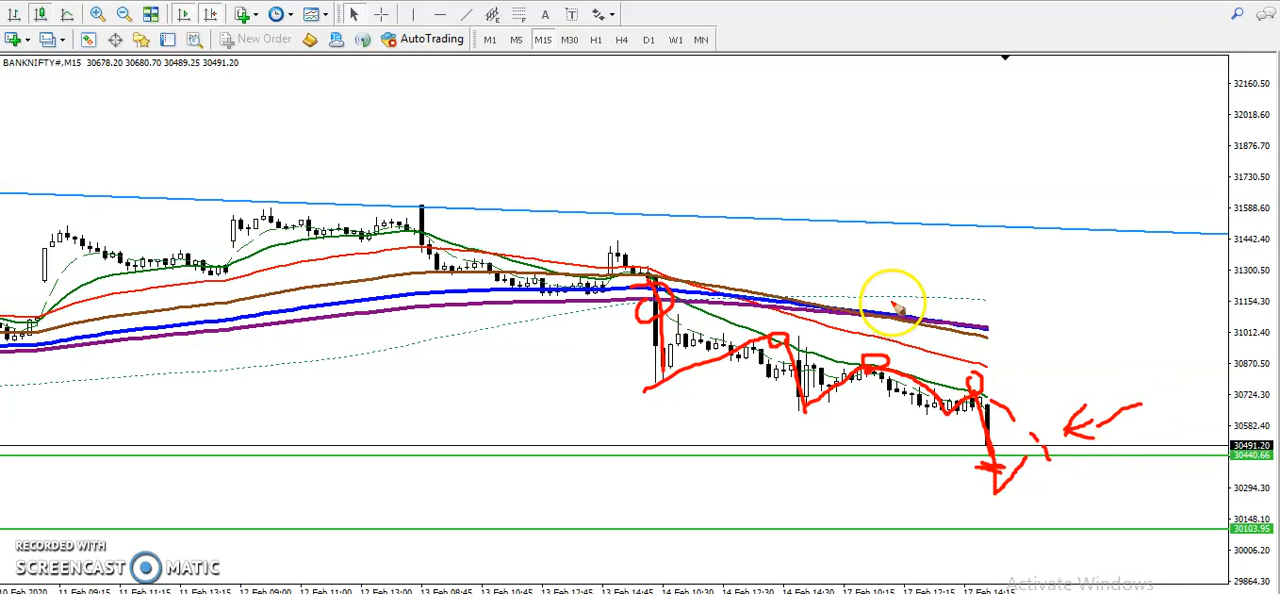 New Order
AutoTrading
M1 M5 M15 M30 H1 H4 D1 W1 MN
BANKNIFTY#,M15 30678.20 30680.70 30489.25 30491.20
32160.50
32018.60
31876.70
31730.50
31588.60
31442.40
31300.50
31154.30
31012.40
30870.50
30724.30
30582.40
30491.20
30440.66
30294.30
30148.10
30103.95
30006.20
29864.30
RECORDED WITH
SCREENCAST MATIC
Activate Windows
10 Feb 2020 11 Feb 09:15 11 Feb 11:15 11 Feb 13:15 12 Feb 09:00 12 Feb 11:00 12 Feb 13:00 13 Feb 08:45 13 Feb 10:45 13 Feb 12:45 13 Feb 14:45 14 Feb 10:30 14 Feb 12:30 14 Feb 14:30 17 Feb 10:15 17 Feb 12:15 17 Feb 14:15